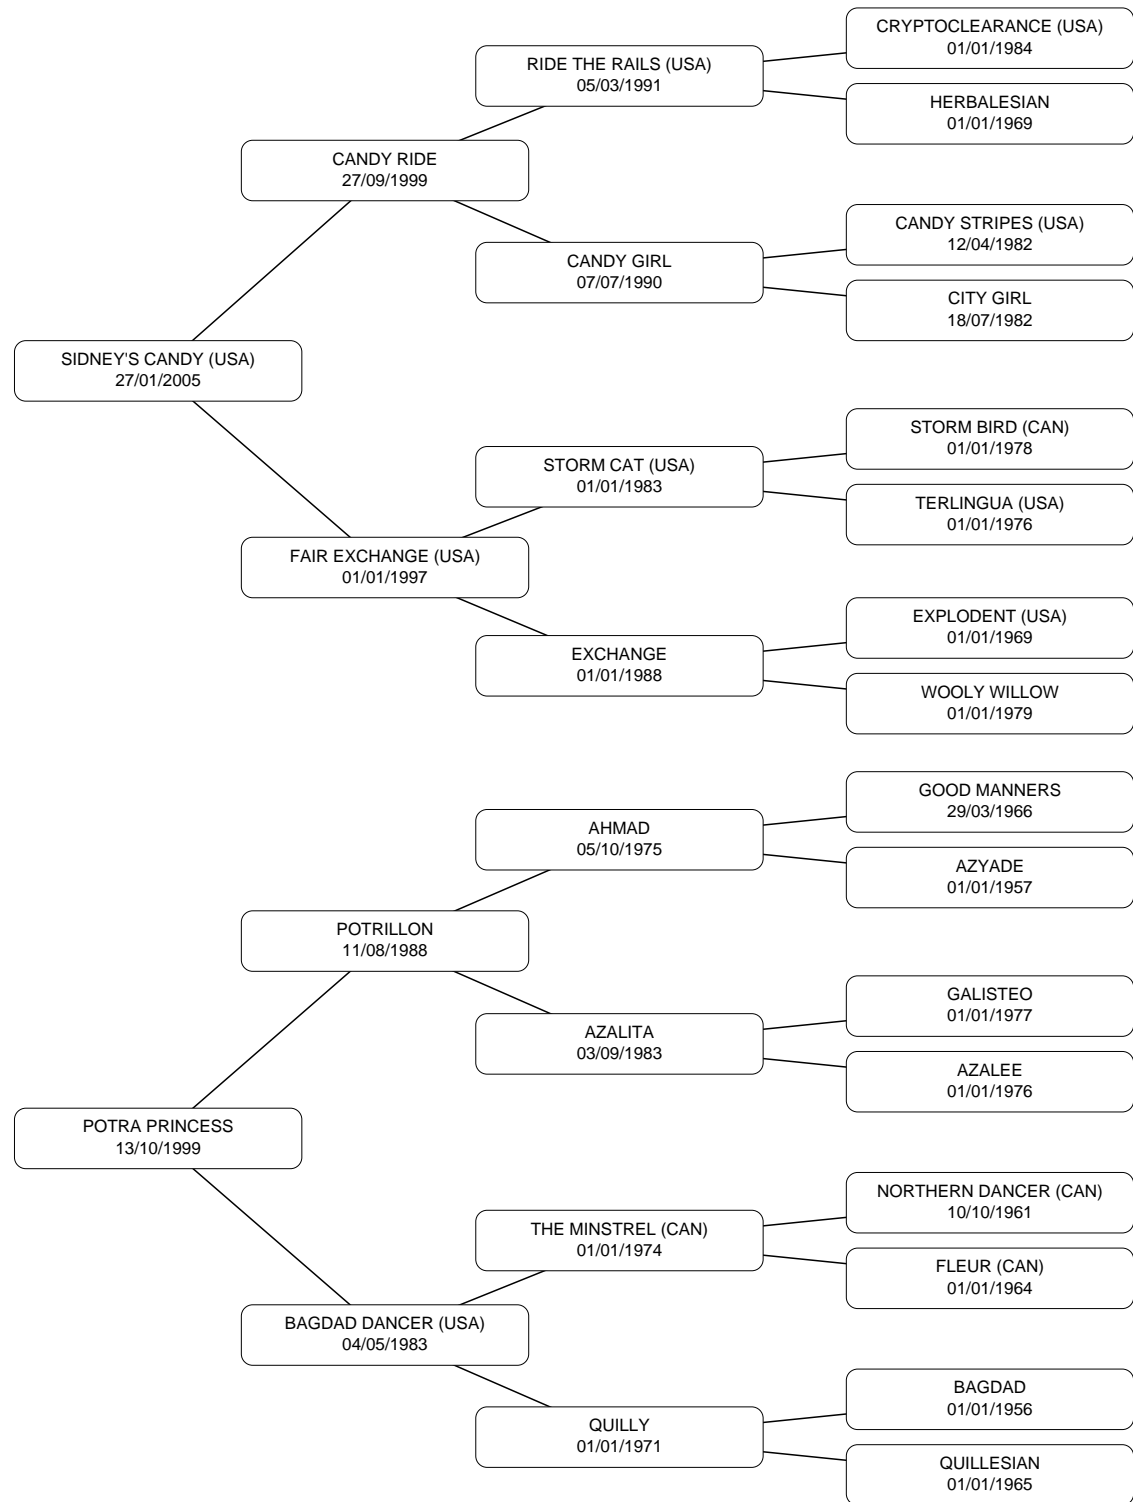 CRYPTOCLEARANCE (USA)
01/01/1984
RIDE THE RAILS (USA)
05/03/1991
HERBALESIAN
01/01/1969
CANDY RIDE
27/09/1999
CANDY STRIPES (USA)
12/04/1982
CANDY GIRL
07/07/1990
CITY GIRL
18/07/1982
SIDNEY'S CANDY (USA)
27/01/2005
STORM BIRD (CAN)
01/01/1978
STORM CAT (USA)
01/01/1983
TERLINGUA (USA)
01/01/1976
FAIR EXCHANGE (USA)
01/01/1997
EXPLODENT (USA)
01/01/1969
EXCHANGE
01/01/1988
WOOLY WILLOW
01/01/1979
GOOD MANNERS
29/03/1966
AHMAD
05/10/1975
AZYADE
01/01/1957
POTRILLON
11/08/1988
GALISTEO
01/01/1977
AZALITA
03/09/1983
AZALEE
01/01/1976
POTRA PRINCESS
13/10/1999
NORTHERN DANCER (CAN)
10/10/1961
THE MINSTREL (CAN)
01/01/1974
FLEUR (CAN)
01/01/1964
BAGDAD DANCER (USA)
04/05/1983
BAGDAD
01/01/1956
QUILLY
01/01/1971
QUILLESIAN
01/01/1965